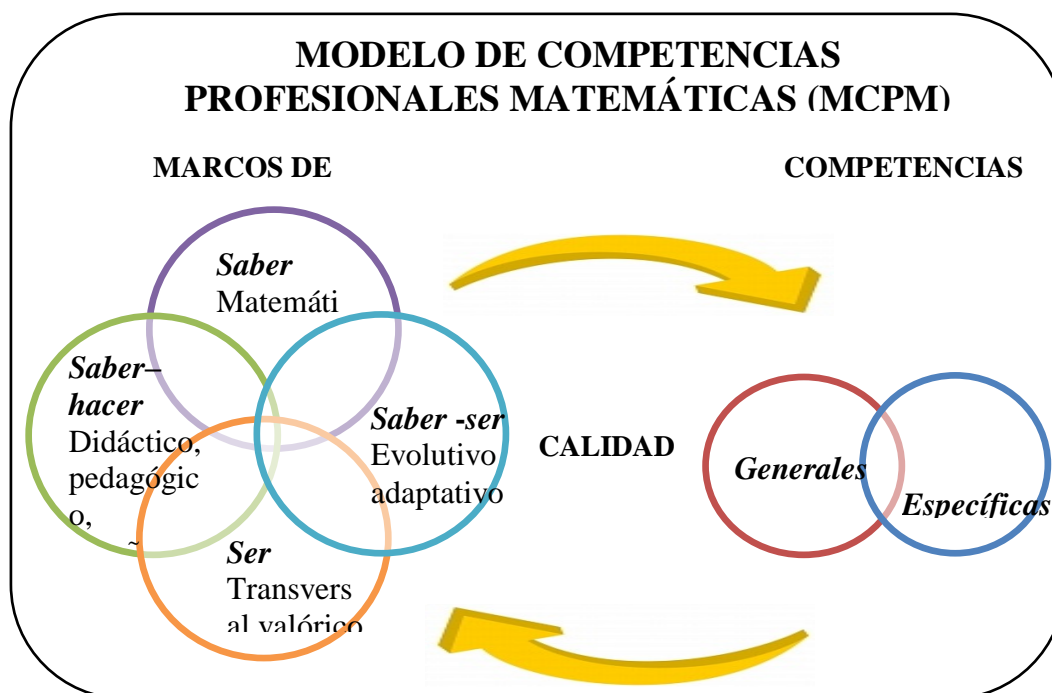 MODELO DE COMPETENCIAS
PROFESIONALES MATEMÁTICAS (MCPM)
MARCOS DE
COMPETENCIAS
Saber
Matemáti
Saber–
hacer
Didáctico,
pedagógic
o,
Saber -ser
Evolutivo
adaptativo
Ser
Transvers
al valórico
CALIDAD
Generales
Específicas